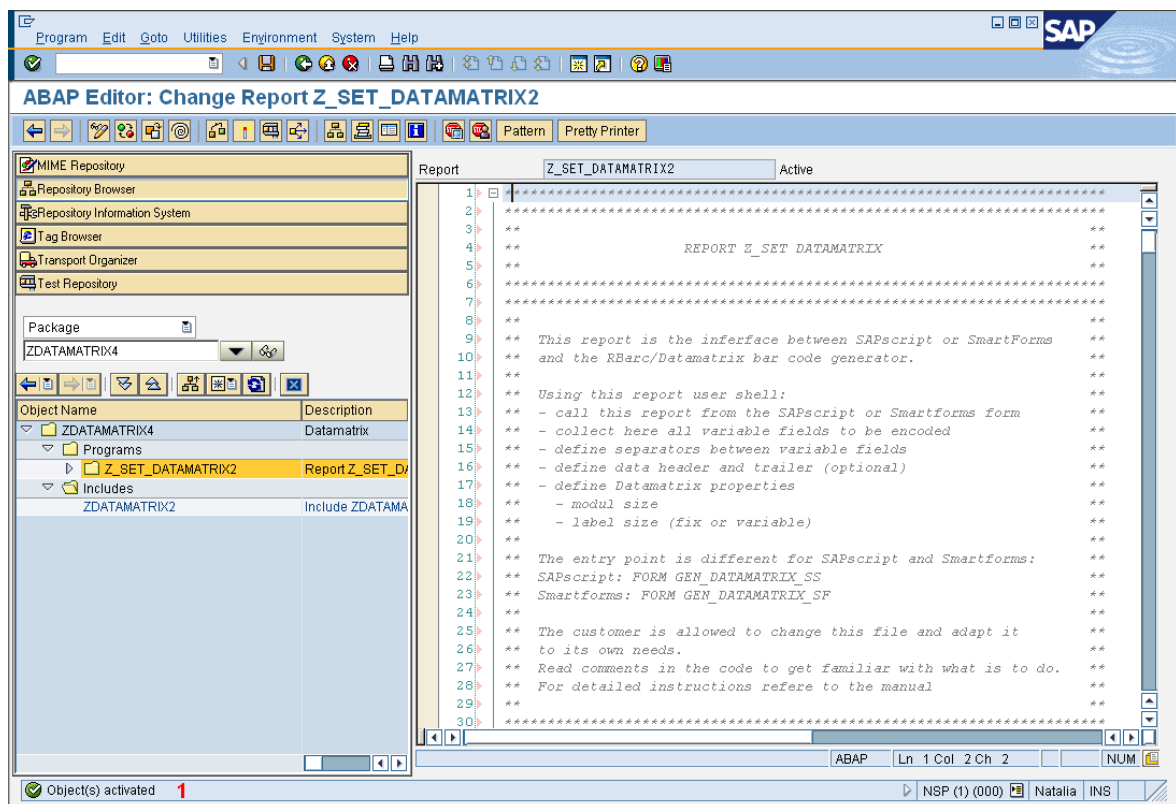 Program Edit Goto Utilities Environment System Help
SAP
ABAP Editor: Change Report Z_SET_DATAMATRIX2
Pattern Pretty Printer
MIME Repository
Repository Browser
Repository Information System
Tag Browser
Transport Organizer
Test Repository
Package
ZDATAMATRIX4
Object Name Description
ZDATAMATRIX4 Datamatrix
Programs
Z_SET_DATAMATRIX2 Report Z_SET_DA
Includes
ZDATAMATRIX2 Include ZDATAMA
Report Z_SET_DATAMATRIX2 Active
1 ***********************************************************************
2 ***********************************************************************
3 ** **
4 REPORT Z_SET DATAMATRIX **
5 ** **
6 ***********************************************************************
7 ***********************************************************************
8 ** **
9 ** This report is the inferface between SAPscript or SmartForms **
10 ** and the RBarc/Datamatrix bar code generator. **
11 ** **
12 ** Using this report user shell: **
13 ** - call this report from the SAPscript or Smartforms form **
14 ** - collect here all variable fields to be encoded **
15 ** - define separators between variable fields **
16 ** - define data header and trailer (optional) **
17 ** - define Datamatrix properties **
18 ** - modul size **
19 ** - label size (fix or variable) **
20 ** **
21 ** The entry point is different for SAPscript and Smartforms: **
22 ** SAPscript: FORM GEN_DATAMATRIX_SS **
23 ** Smartforms: FORM GEN_DATAMATRIX_SF **
24 ** **
25 ** The customer is allowed to change this file and adapt it **
26 ** to its own needs. **
27 ** Read comments in the code to get familiar with what is to do. **
28 ** For detailed instructions refere to the manual **
29 ** **
30 ***********************************************************************
ABAP Ln 1 Col 2 Ch 2 NUM
Object(s) activated 1 NSP (1) (000) Natalia INS